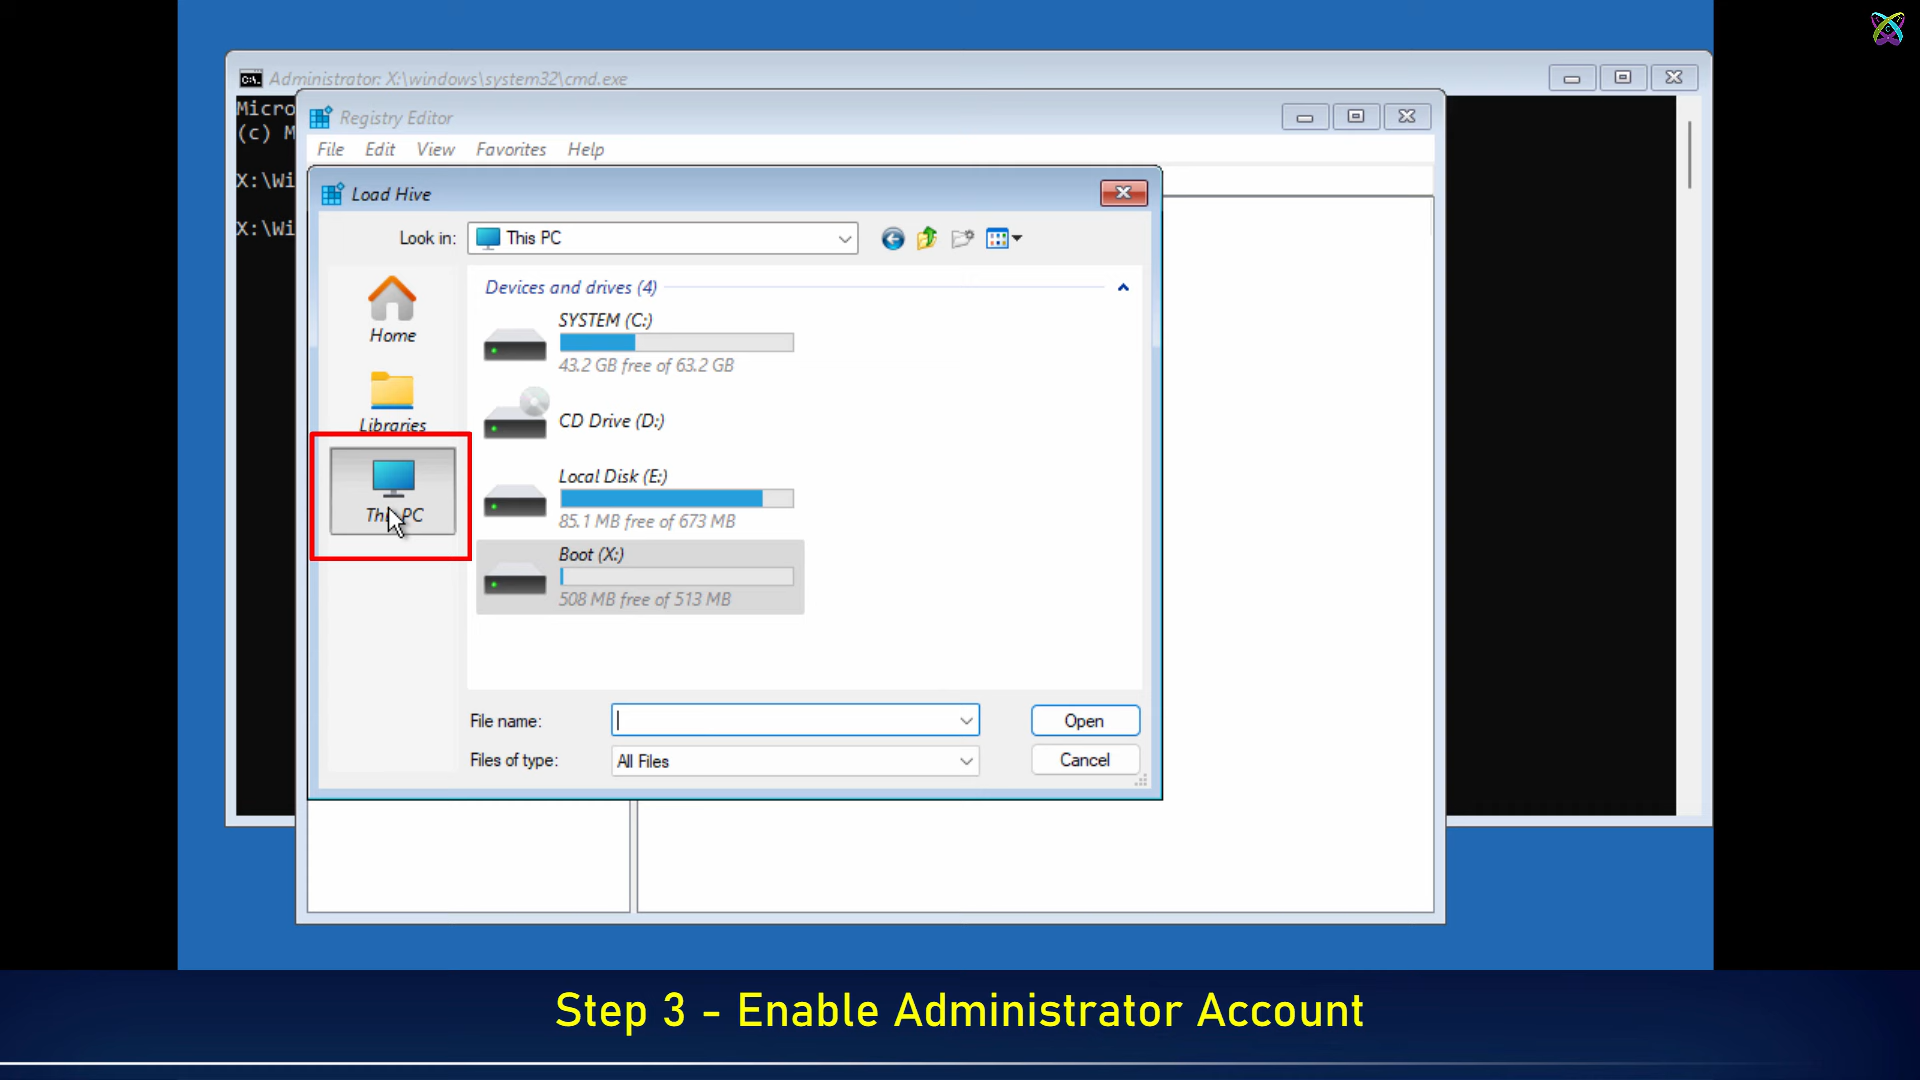 Administrator: X:\windows\system32\cmd.exe
Micro
(c) M
X:\Wi
X:\Wi
Registry Editor
File Edit View Favorites Help
Load Hive
Look in: This PC
Home
Libraries
This PC
Devices and drives (4)
SYSTEM (C:)
43.2 GB free of 63.2 GB
CD Drive (D:)
Local Disk (E:)
85.1 MB free of 673 MB
Boot (X:)
508 MB free of 513 MB
File name: Open
Files of type: All Files Cancel
Step 3 - Enable Administrator Account